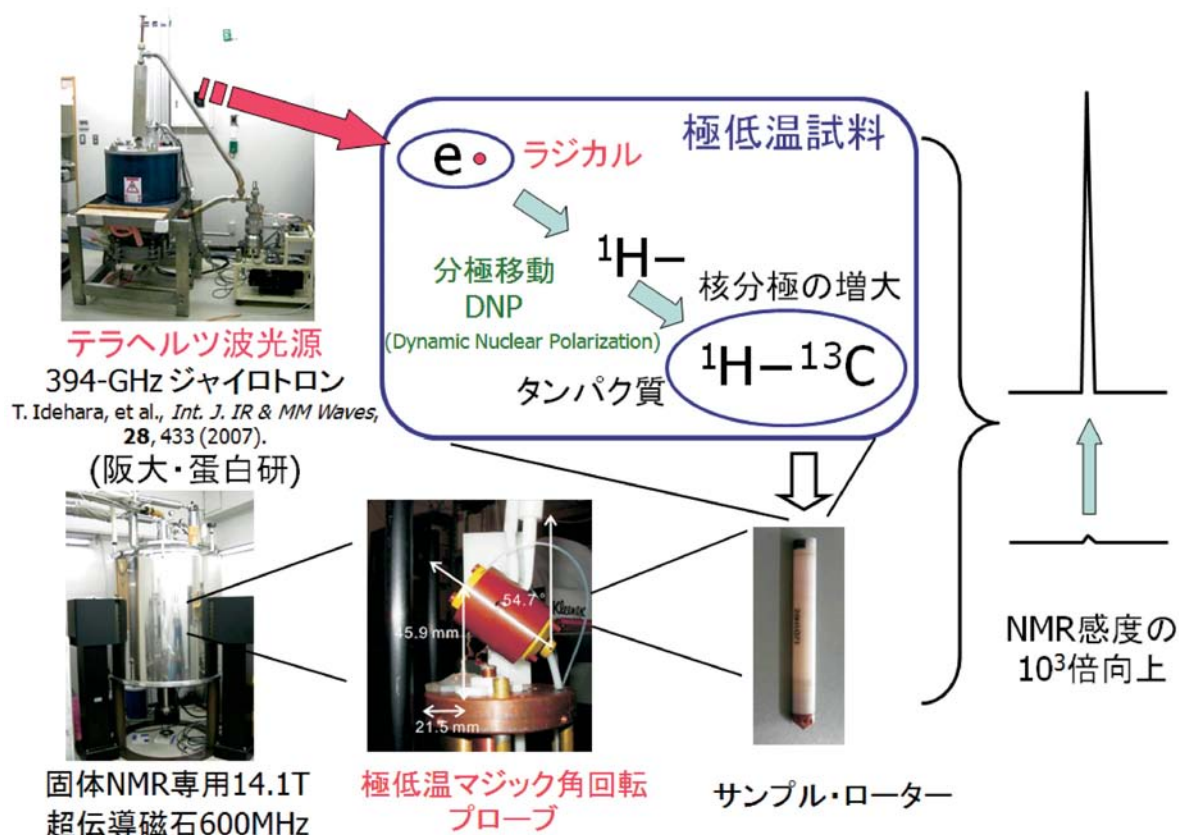 極低温試料
e• ラジカル
¹H−
分極移動
DNP
(Dynamic Nuclear Polarization)
核分極の増大
¹H−¹³C
タンパク質
テラヘルツ波光源
394-GHz ジャイロトロン
T. Idehara, et al., Int. J. IR & MM Waves,
28, 433 (2007).
(阪大・蛋白研)
54.7°
Kleenex
45.9 mm
21.5 mm
NMR感度の
10³倍向上
固体NMR専用14.1T
超伝導磁石600MHz
極低温マジック角回転
プローブ
サンプル・ローター